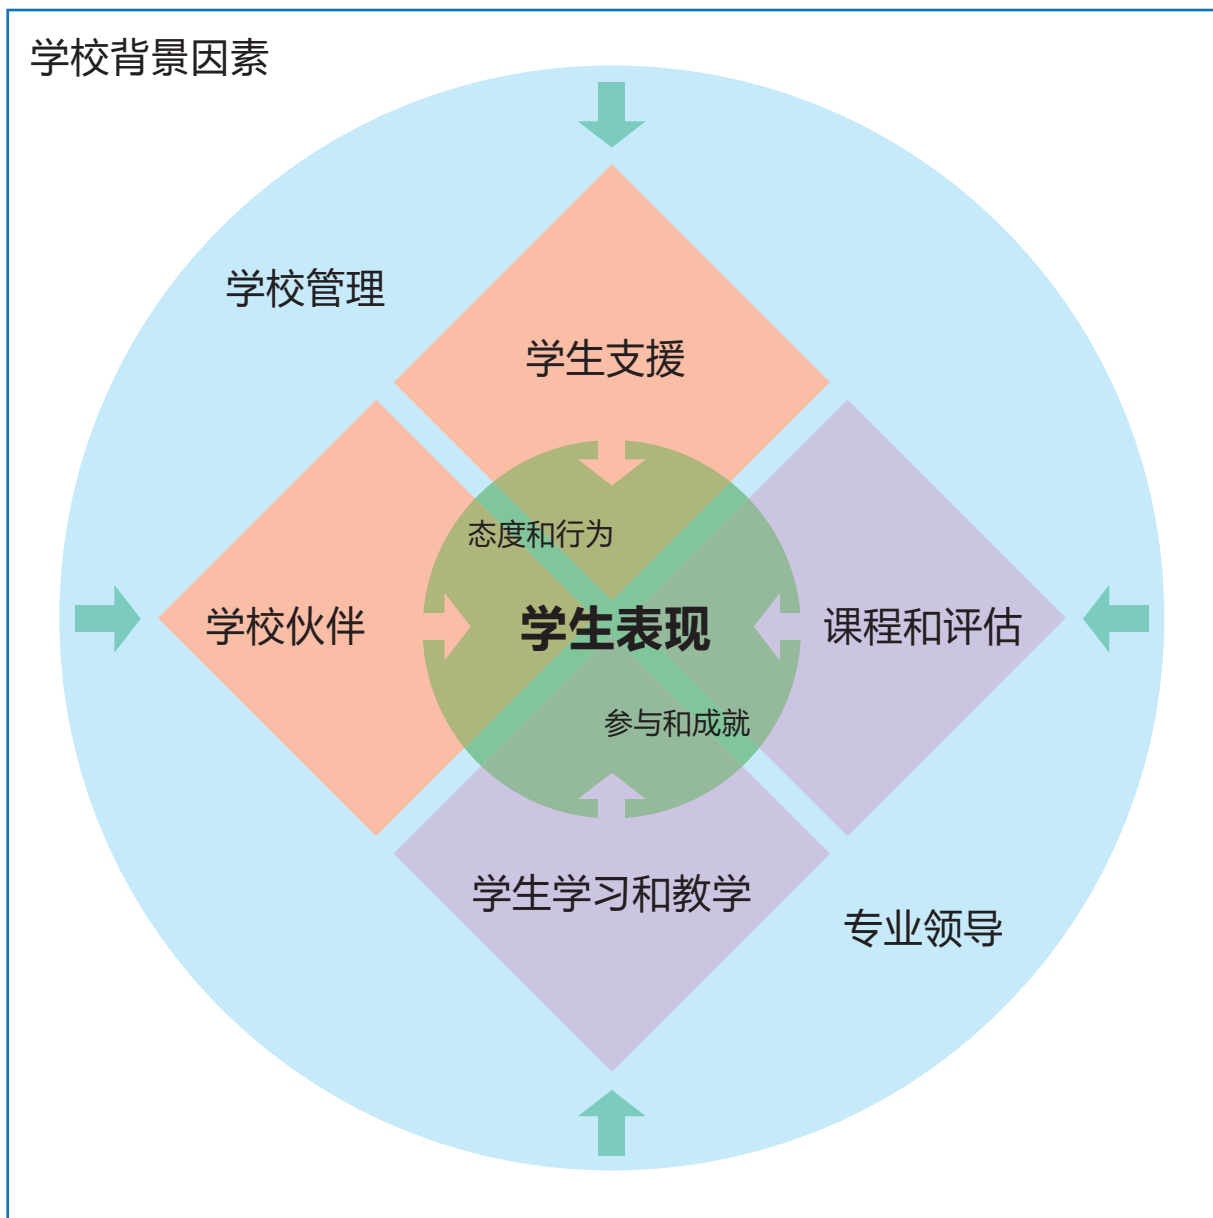 学校背景因素
学校管理
学生支援
态度和行为
学校伙伴
学生表现
课程和评估
参与和成就
学生学习和教学
专业领导